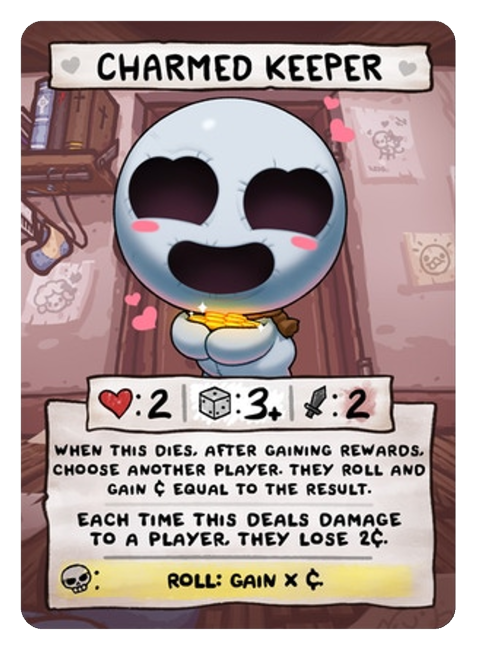 CHARMED KEEPER
:2 :3+ :2
WHEN THIS DIES, AFTER GAINING REWARDS,
CHOOSE ANOTHER PLAYER. THEY ROLL AND
GAIN ¢ EQUAL TO THE RESULT.
EACH TIME THIS DEALS DAMAGE
TO A PLAYER, THEY LOSE 2¢.
: ROLL: GAIN X ¢